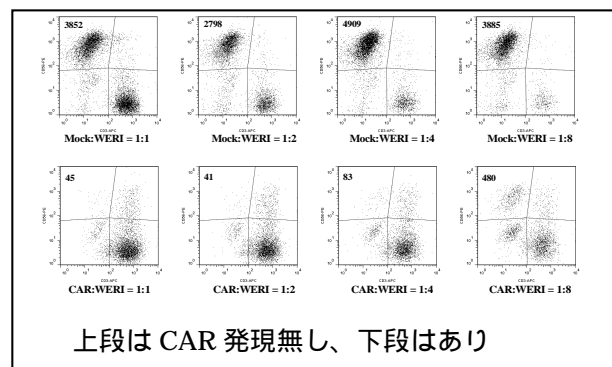 3852 2798 4909 3885
Mock:WERI = 1:1 Mock:WERI = 1:2 Mock:WERI = 1:4 Mock:WERI = 1:8
45 41 83 480
CAR:WERI = 1:1 CAR:WERI = 1:2 CAR:WERI = 1:4 CAR:WERI = 1:8
上段は CAR 発現無し、下段はあり